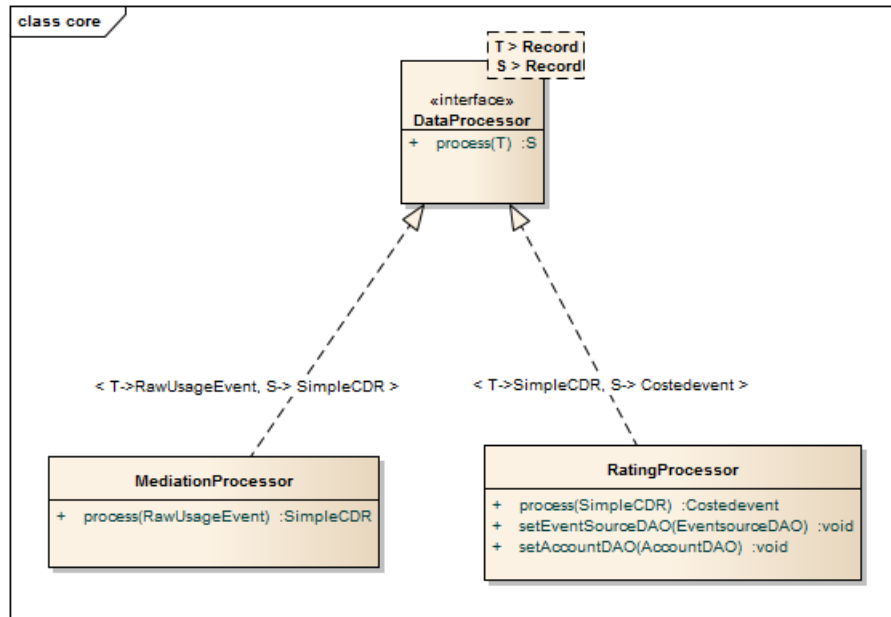 class core
T > Record
S > Record
«interface»
DataProcessor
+ process(T) :S
< T->RawUsageEvent, S-> SimpleCDR >
< T->SimpleCDR, S-> Costedevent >
MediationProcessor
+ process(RawUsageEvent) :SimpleCDR
RatingProcessor
+ process(SimpleCDR) :Costedevent
+ setEventSourceDAO(EventsourceDAO) :void
+ setAccountDAO(AccountDAO) :void